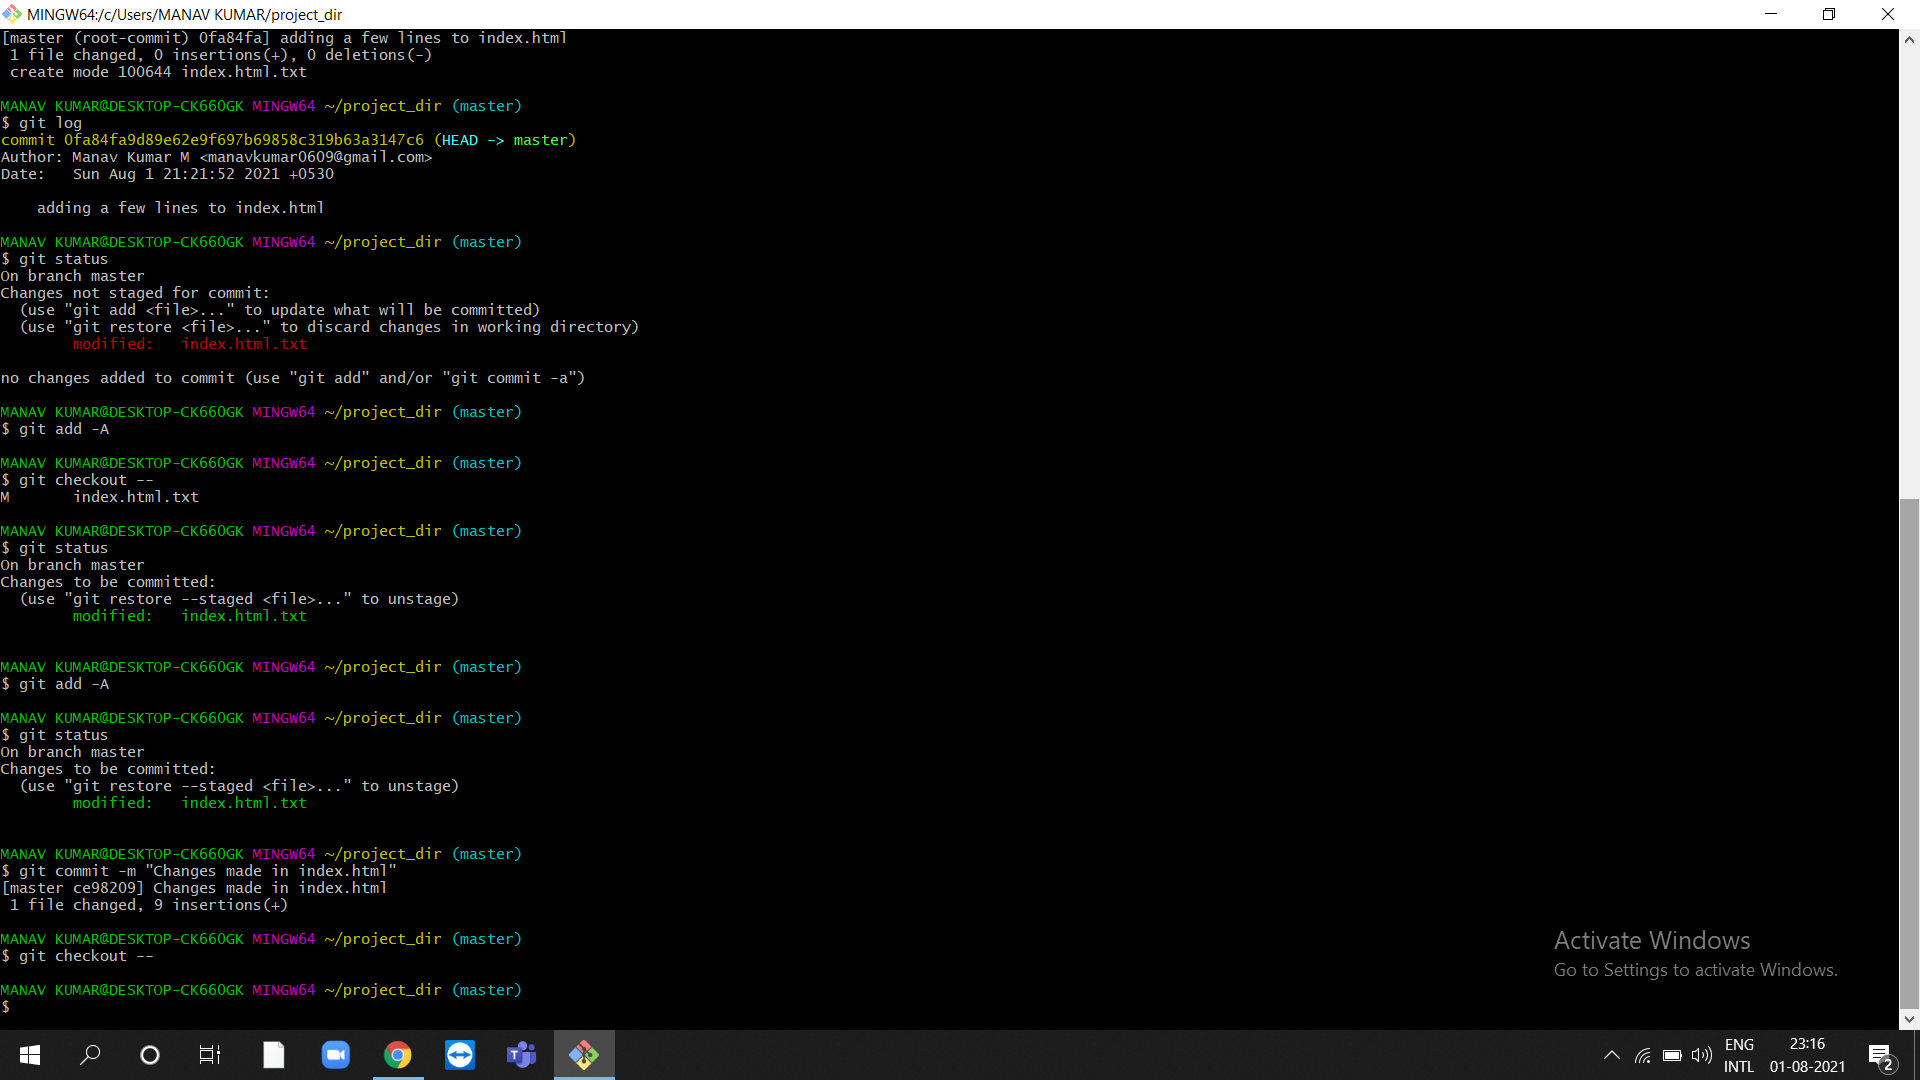 MINGW64:/c/Users/MANAV KUMAR/project_dir
[master (root-commit) 0fa84fa] adding a few lines to index.html
 1 file changed, 0 insertions(+), 0 deletions(-)
 create mode 100644 index.html.txt

MANAV KUMAR@DESKTOP-CK66OGK MINGW64 ~/project_dir (master)
$ git log
commit 0fa84fa9d89e62e9f697b69858c319b63a3147c6 (HEAD -> master)
Author: Manav Kumar M <manavkumar0609@gmail.com>
Date:   Sun Aug 1 21:21:52 2021 +0530

    adding a few lines to index.html

MANAV KUMAR@DESKTOP-CK66OGK MINGW64 ~/project_dir (master)
$ git status
On branch master
Changes not staged for commit:
  (use "git add <file>..." to update what will be committed)
  (use "git restore <file>..." to discard changes in working directory)
        modified:   index.html.txt

no changes added to commit (use "git add" and/or "git commit -a")

MANAV KUMAR@DESKTOP-CK66OGK MINGW64 ~/project_dir (master)
$ git add -A

MANAV KUMAR@DESKTOP-CK66OGK MINGW64 ~/project_dir (master)
$ git checkout --
M       index.html.txt

MANAV KUMAR@DESKTOP-CK66OGK MINGW64 ~/project_dir (master)
$ git status
On branch master
Changes to be committed:
  (use "git restore --staged <file>..." to unstage)
        modified:   index.html.txt

MANAV KUMAR@DESKTOP-CK66OGK MINGW64 ~/project_dir (master)
$ git add -A

MANAV KUMAR@DESKTOP-CK66OGK MINGW64 ~/project_dir (master)
$ git status
On branch master
Changes to be committed:
  (use "git restore --staged <file>..." to unstage)
        modified:   index.html.txt

MANAV KUMAR@DESKTOP-CK66OGK MINGW64 ~/project_dir (master)
$ git commit -m "Changes made in index.html"
[master ce98209] Changes made in index.html
 1 file changed, 9 insertions(+)

MANAV KUMAR@DESKTOP-CK66OGK MINGW64 ~/project_dir (master)
$ git checkout --

MANAV KUMAR@DESKTOP-CK66OGK MINGW64 ~/project_dir (master)
$
Activate Windows
Go to Settings to activate Windows.
ENG
INTL
23:16
01-08-2021
2